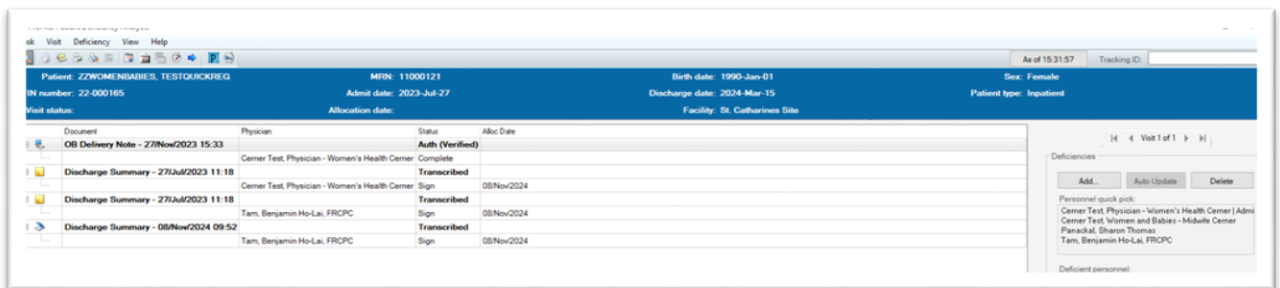 sk Visit Deficiency View Help
As of 15:31:57 Tracking ID:
Patient: ZZWOMENBABIES, TESTQUICKREG MRN: 11000121 Birth date: 1990-Jan-01 Sex: Female
IN number: 22-000165 Admit date: 2023-Jul-27 Discharge date: 2024-Mar-15 Patient type: Inpatient
Visit status: Allocation date: Facility: St. Catharines Site
Document Physician Status Alloc Date
OB Delivery Note - 27/Nov/2023 15:33 Auth (Verified)
Cerner Test, Physician - Women's Health Cerner Complete
Discharge Summary - 27/Jul/2023 11:18 Transcribed
Cerner Test, Physician - Women's Health Cerner Sign 08/Nov/2024
Discharge Summary - 27/Jul/2023 11:18 Transcribed
Tam, Benjamin Ho-Lai, FRCPC Sign 08/Nov/2024
Discharge Summary - 08/Nov/2024 09:52 Transcribed
Tam, Benjamin Ho-Lai, FRCPC Sign 08/Nov/2024
Visit 1 of 1
Deficiencies
Add... Auto Update Delete
Personnel quick pick:
Cerner Test, Physician - Women's Health Cerner | Admi
Cerner Test, Women and Babies - Midwife Cerner
Panackal, Sharon Thomas
Tam, Benjamin Ho-Lai, FRCPC
Deficient personnel: